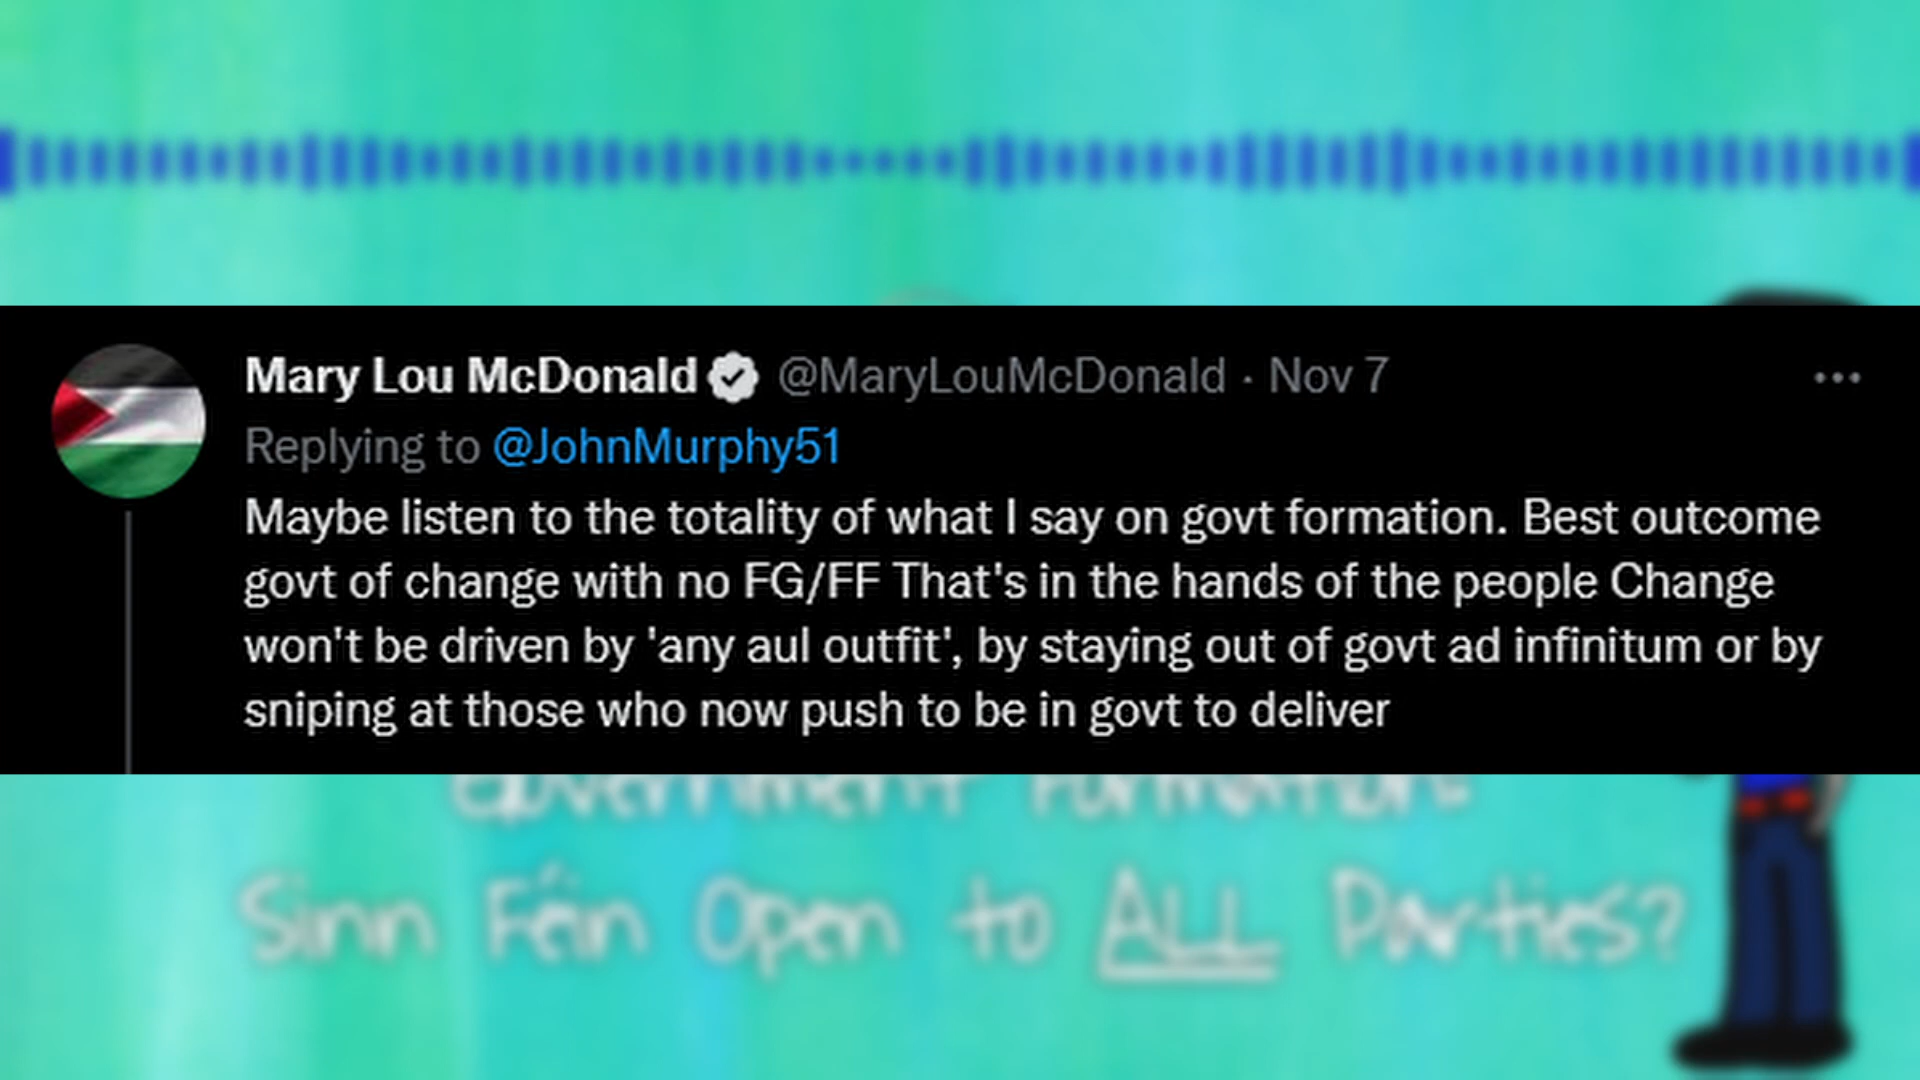 Mary Lou McDonald @MaryLouMcDonald · Nov 7
Replying to @JohnMurphy51
Maybe listen to the totality of what I say on govt formation. Best outcome
govt of change with no FG/FF That's in the hands of the people Change
won't be driven by 'any aul outfit', by staying out of govt ad infinitum or by
sniping at those who now push to be in govt to deliver
Government Formation:
Sinn Féin Open to ALL Parties?